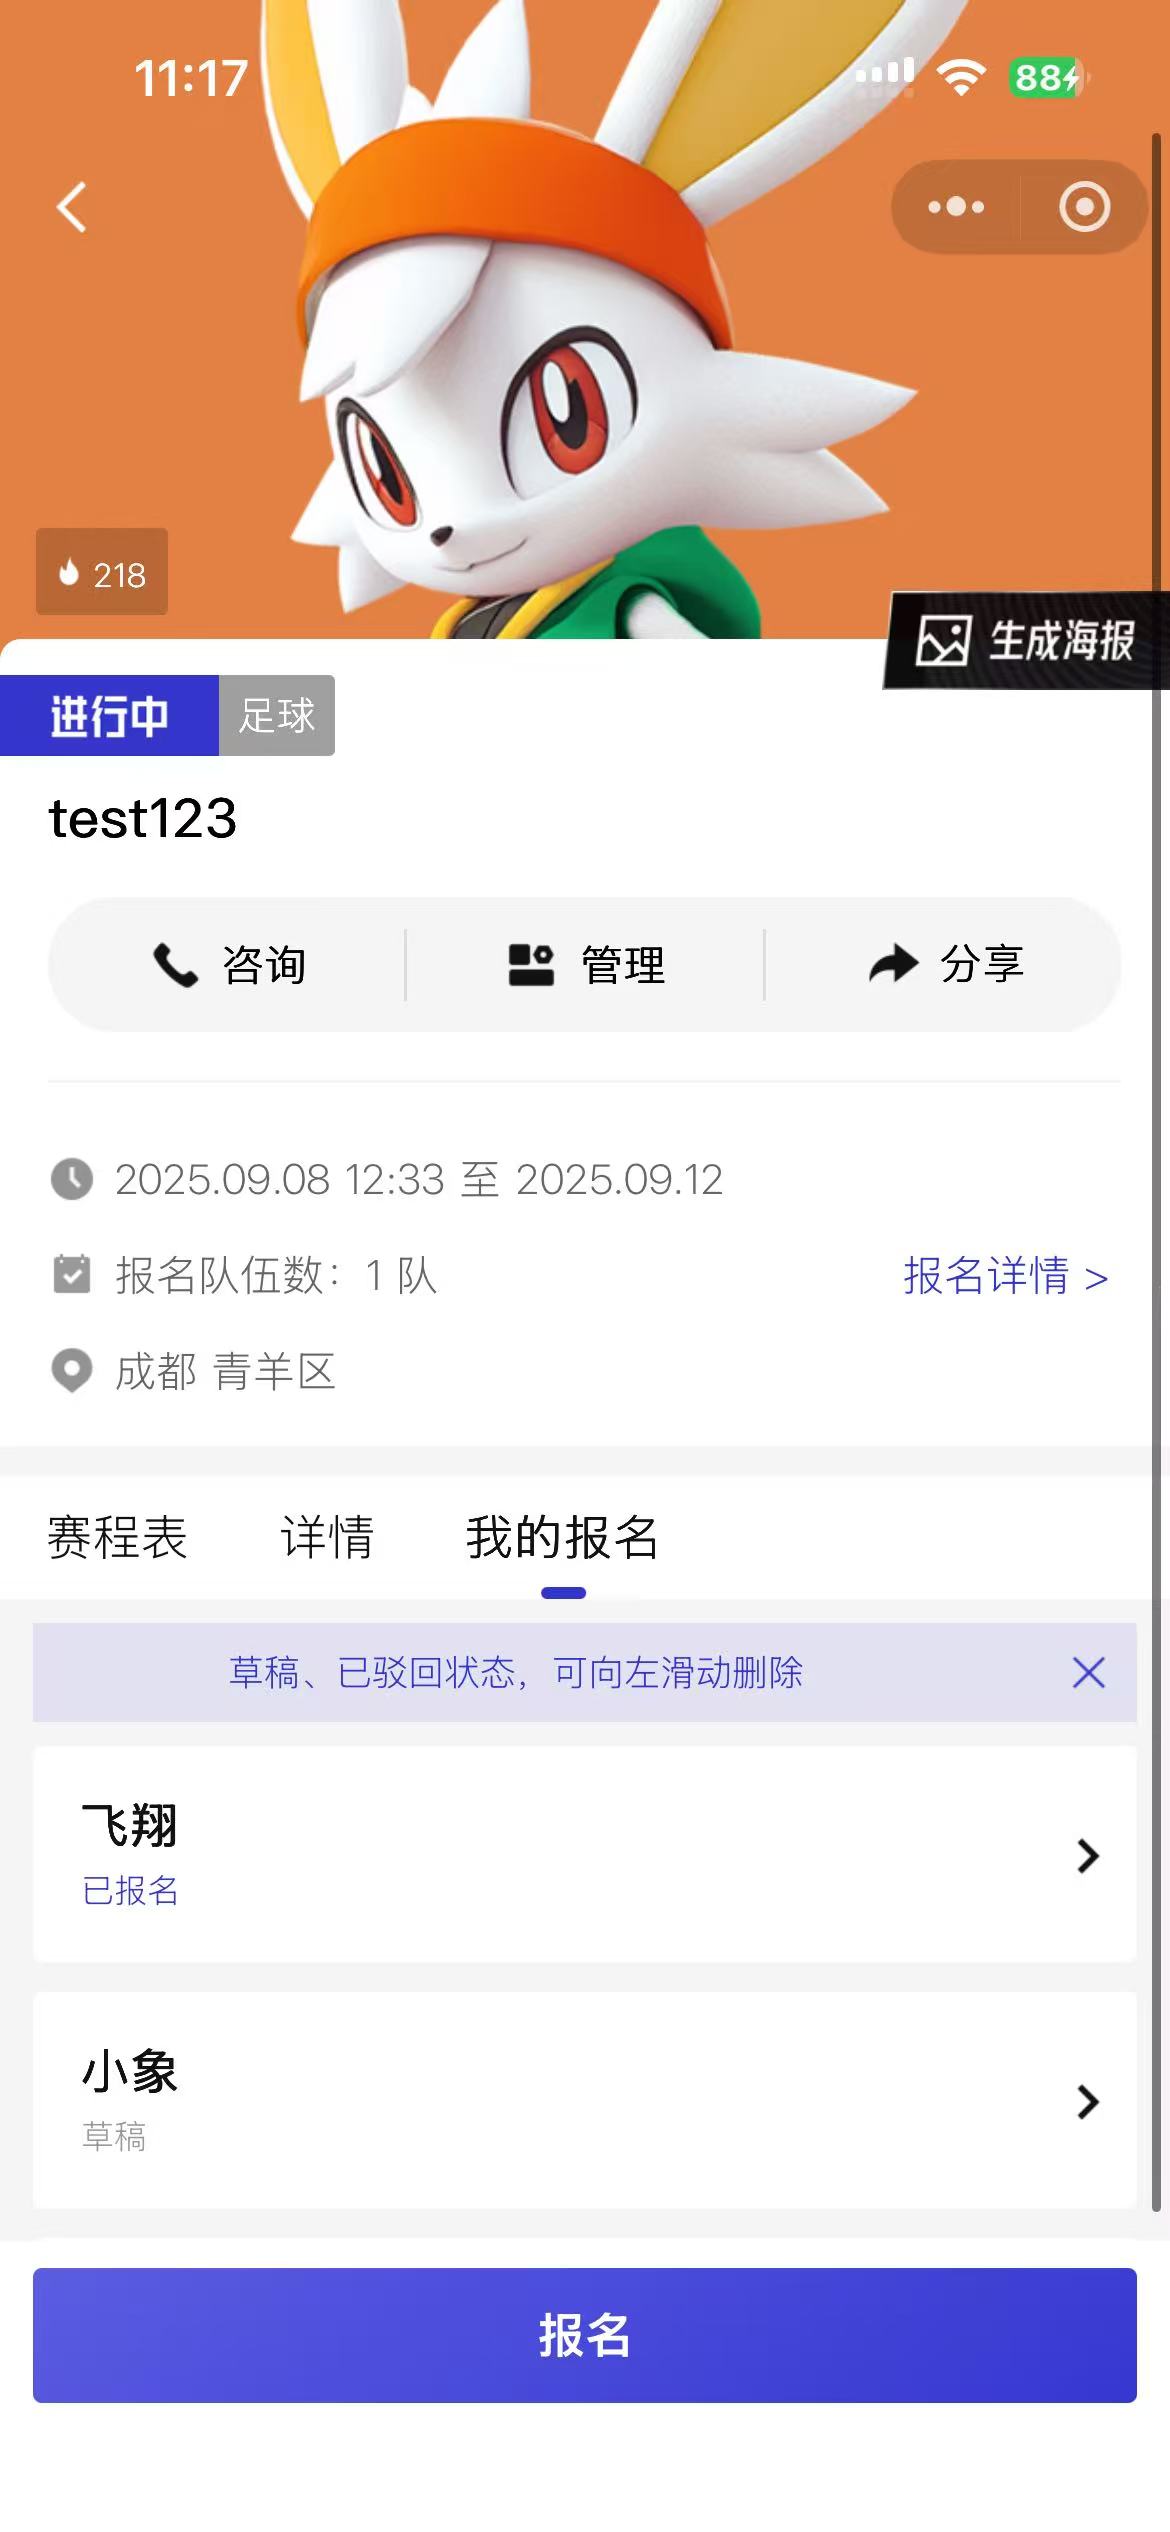 11:17
88
218
生成海报
进行中 足球
test123
咨询 管理 分享
2025.09.08 12:33 至 2025.09.12
报名队伍数：1 队 报名详情 >
成都 青羊区
赛程表 详情 我的报名
草稿、已驳回状态，可向左滑动删除
飞翔
已报名
小象
草稿
报名